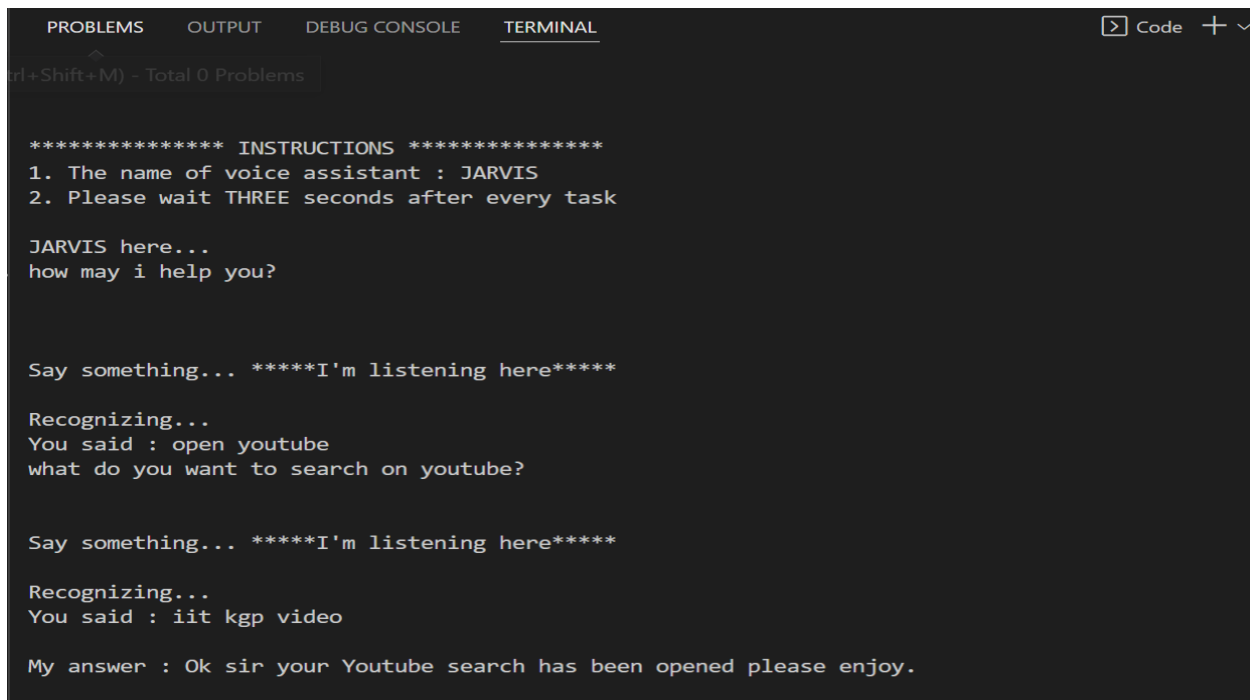 PROBLEMS OUTPUT DEBUG CONSOLE TERMINAL Code
trl+Shift+M) - Total 0 Problems
*************** INSTRUCTIONS ***************
1. The name of voice assistant : JARVIS
2. Please wait THREE seconds after every task
JARVIS here...
how may i help you?
Say something... *****I'm listening here*****
Recognizing...
You said : open youtube
what do you want to search on youtube?
Say something... *****I'm listening here*****
Recognizing...
You said : iit kgp video
My answer : Ok sir your Youtube search has been opened please enjoy.